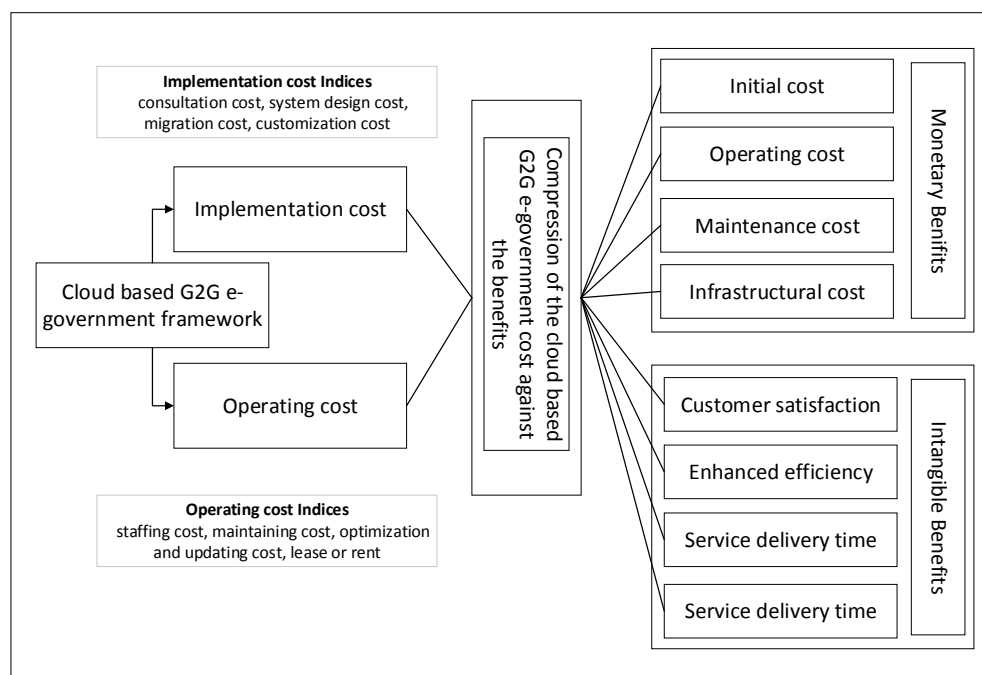 Implementation cost Indices
consultation cost, system design cost,
migration cost, customization cost
Implementation cost
Cloud based G2G e-
government framework
Operating cost
Operating cost Indices
staffing cost, maintaining cost, optimization
and updating cost, lease or rent
Compression of the cloud based
G2G e-government cost against
the benefits
Initial cost
Operating cost
Maintenance cost
Infrastructural cost
Monetary Benifits
Customer satisfaction
Enhanced efficiency
Service delivery time
Service delivery time
Intangible Benefits